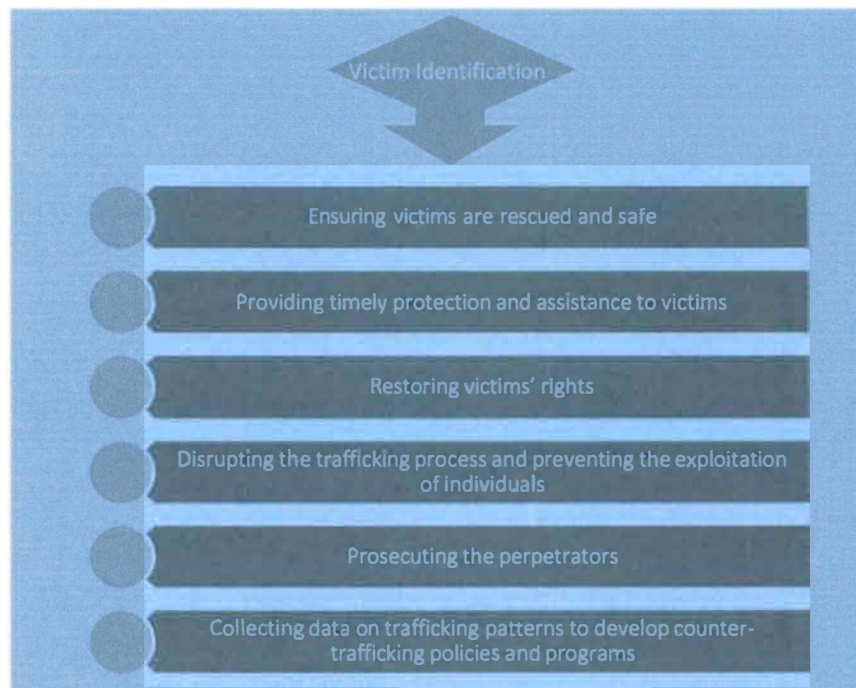 Victim Identification
Ensuring victims are rescued and safe
Providing timely protection and assistance to victims
Restoring victims’ rights
Disrupting the trafficking process and preventing the exploitation
of individuals
Prosecuting the perpetrators
Collecting data on trafficking patterns to develop counter-
trafficking policies and programs